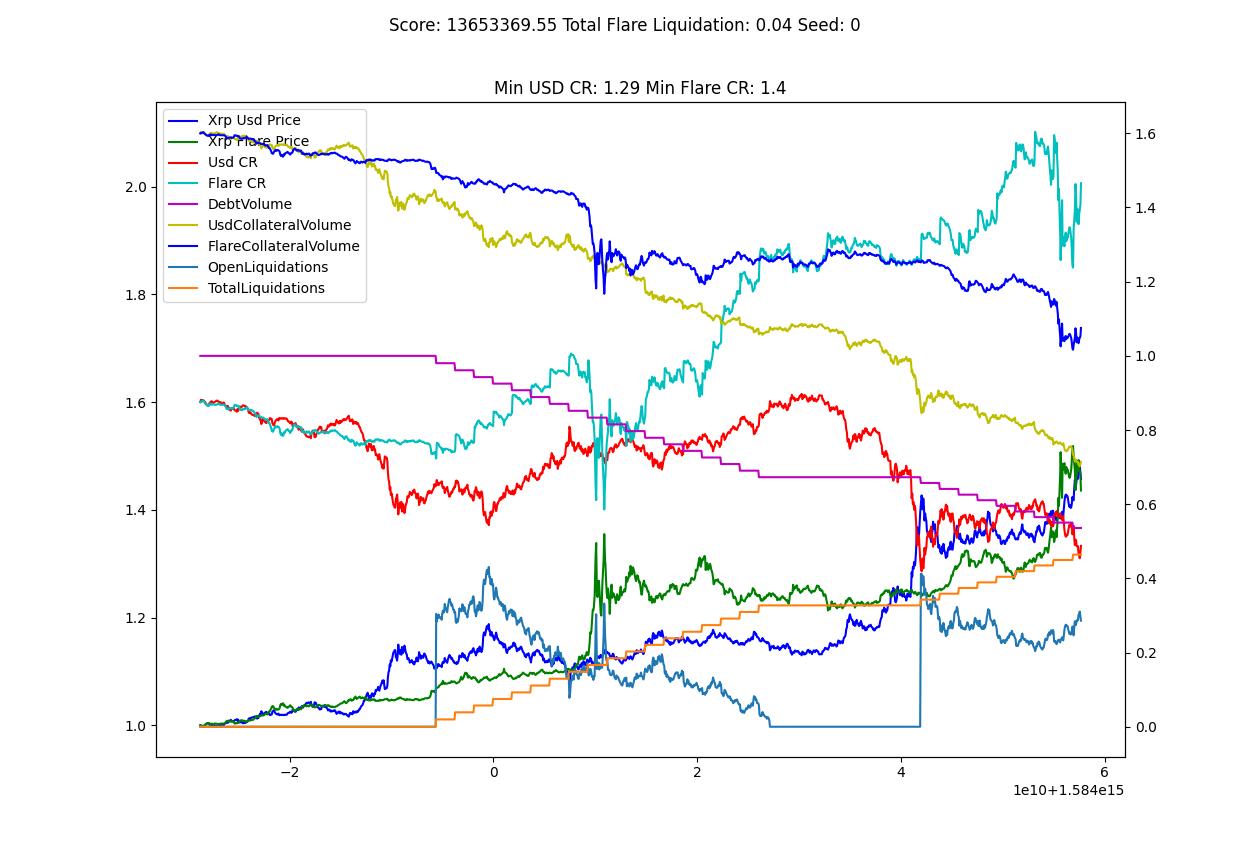 Score: 13653369.55 Total Flare Liquidation: 0.04 Seed: 0
Min USD CR: 1.29 Min Flare CR: 1.4
Xrp Usd Price
Xrp Flare Price
Usd CR
Flare CR
DebtVolume
UsdCollateralVolume
FlareCollateralVolume
OpenLiquidations
TotalLiquidations
2.0
1.8
1.6
1.4
1.2
1.0
1.6
1.4
1.2
1.0
0.8
0.6
0.4
0.2
0.0
−2
0
2
4
6
1e10+1.584e15